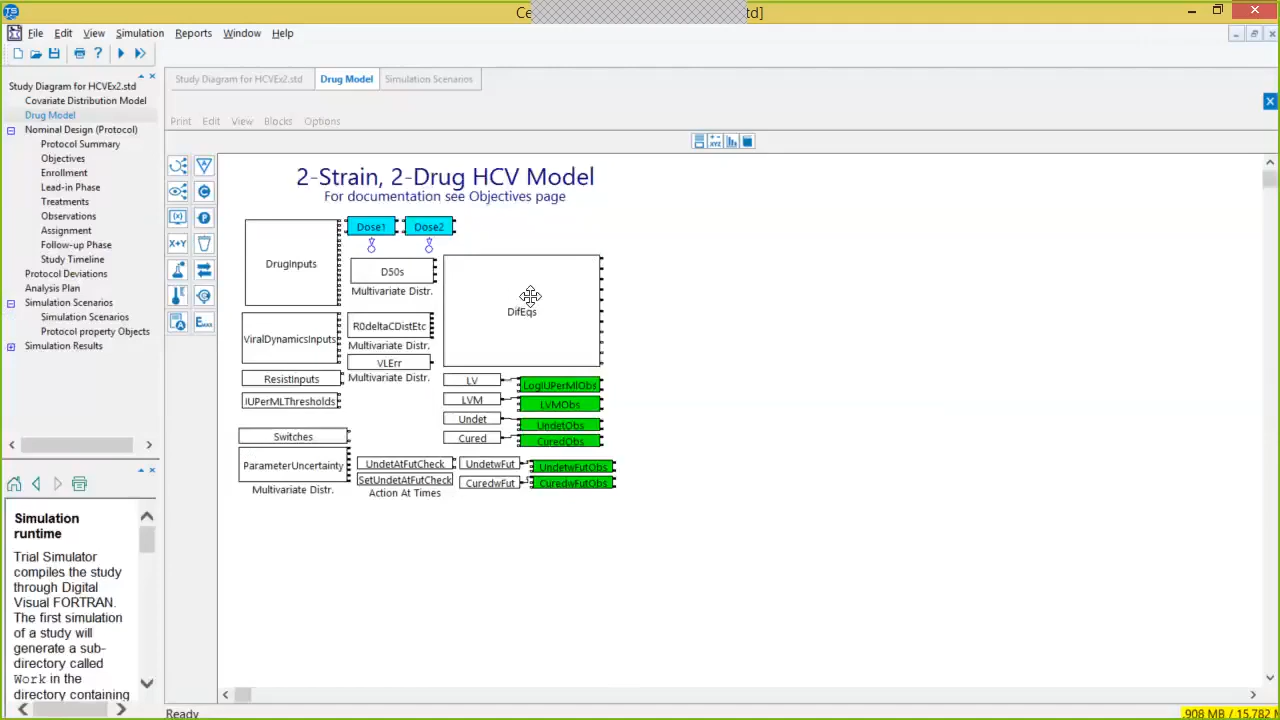 TS
Ce
td]
File Edit View Simulation Reports Window Help
Study Diagram for HCVEx2.std
Covariate Distribution Model
Drug Model
Nominal Design (Protocol)
Protocol Summary
Objectives
Enrollment
Lead-in Phase
Treatments
Observations
Assignment
Follow-up Phase
Study Timeline
Protocol Deviations
Analysis Plan
Simulation Scenarios
Simulation Scenarios
Protocol property Objects
Simulation Results
Simulation
runtime
Trial Simulator
compiles the study
through Digital
Visual FORTRAN.
The first simulation
of a study will
generate a sub-
directory called
Work in the
directory containing
Study Diagram for HCVEx2.std Drug Model Simulation Scenarios
Print Edit View Blocks Options
2-Strain, 2-Drug HCV Model
For documentation see Objectives page
Dose1 Dose2
DrugInputs
D50s
Multivariate Distr.
DifEqs
ViralDynamicsInputs
R0deltaCDistEtc
Multivariate Distr.
VLErr
Multivariate Distr.
ResistInputs
IUPerMLThresholds
LV LogIUPerMlObs
LVM LVMObs
Undet UndetObs
Cured CuredObs
Switches
ParameterUncertainty
Multivariate Distr.
UndetAtFutCheck UndetwFut UndetwFutObs
SetUndetAtFutCheck CuredwFut CuredwFutObs
Action At Times
Ready
908 MB / 15,782 M